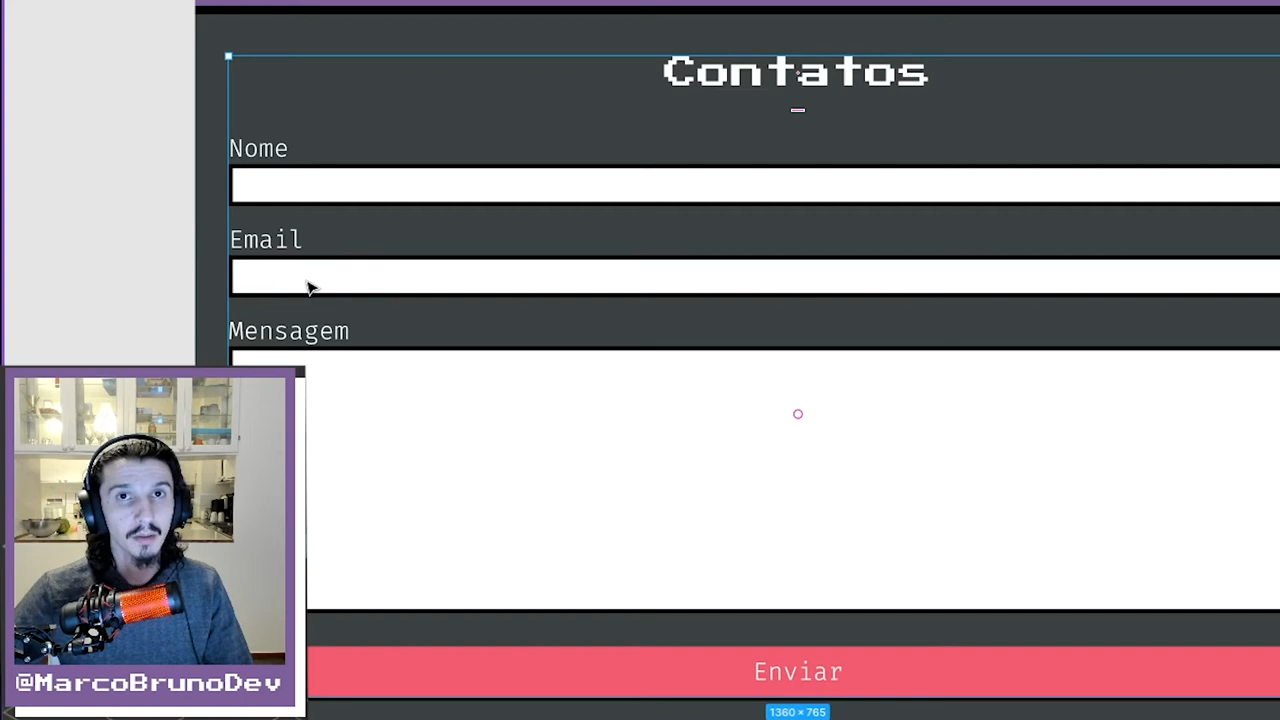 Contatos
Nome
Email
Mensagem
Enviar
@MarcoBrunoDev
1360 × 765